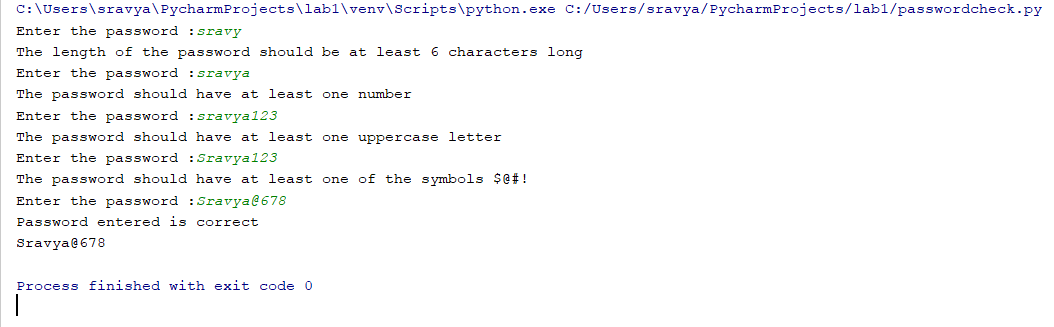 C:\Users\sravya\PycharmProjects\lab1\venv\Scripts\python.exe C:/Users/sravya/PycharmProjects/lab1/passwordcheck.py
Enter the password :sravy
The length of the password should be at least 6 characters long
Enter the password :sravya
The password should have at least one number
Enter the password :sravya123
The password should have at least one uppercase letter
Enter the password :Sravya123
The password should have at least one of the symbols $@#!
Enter the password :Sravya@678
Password entered is correct
Sravya@678
Process finished with exit code 0